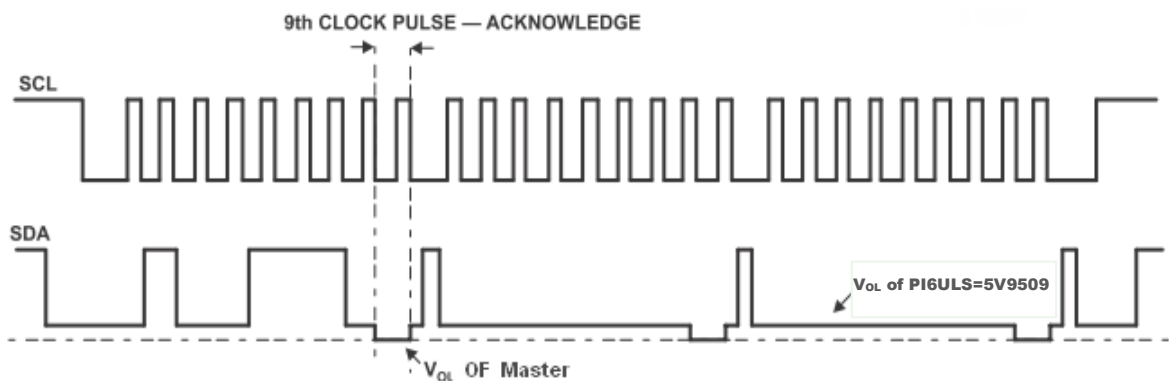 9th CLOCK PULSE — ACKNOWLEDGE
SCL
SDA
VOL of PI6ULS=5V9509
VOL OF Master